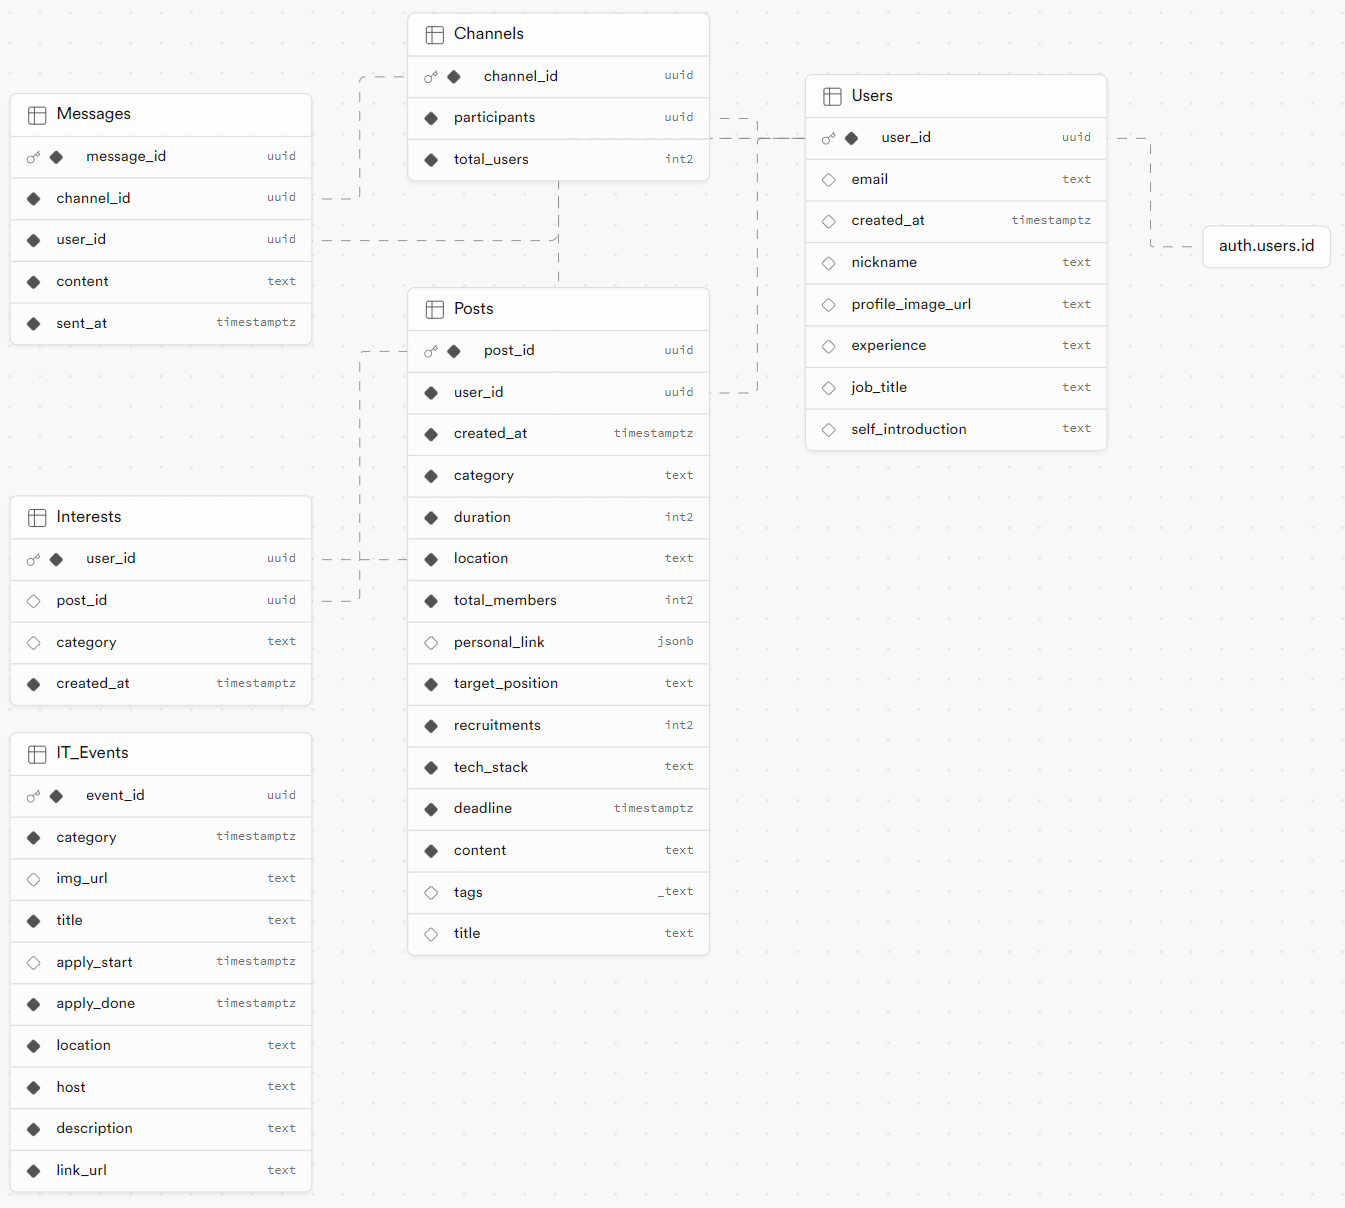 Channels
channel_id uuid
participants uuid
total_users int2
Messages
message_id uuid
channel_id uuid
user_id uuid
content text
sent_at timestamptz
Users
user_id uuid
email text
created_at timestamptz
nickname text
profile_image_url text
experience text
job_title text
self_introduction text
auth.users.id
Posts
post_id uuid
user_id uuid
created_at timestamptz
category text
duration int2
location text
total_members int2
personal_link jsonb
target_position text
recruitments int2
tech_stack text
deadline timestamptz
content text
tags _text
title text
Interests
user_id uuid
post_id uuid
category text
created_at timestamptz
IT_Events
event_id uuid
category timestamptz
img_url text
title text
apply_start timestamptz
apply_done timestamptz
location text
host text
description text
link_url text